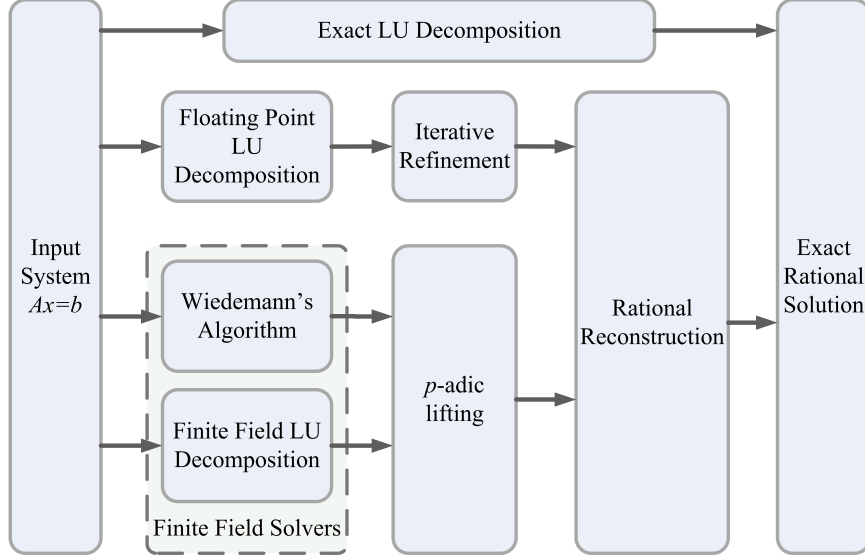 Exact LU Decomposition
Floating Point
LU
Decomposition
Iterative
Refinement
Input
System
Ax=b
Wiedemann's
Algorithm
Finite Field LU
Decomposition
Finite Field Solvers
p-adic
lifting
Rational
Reconstruction
Exact
Rational
Solution